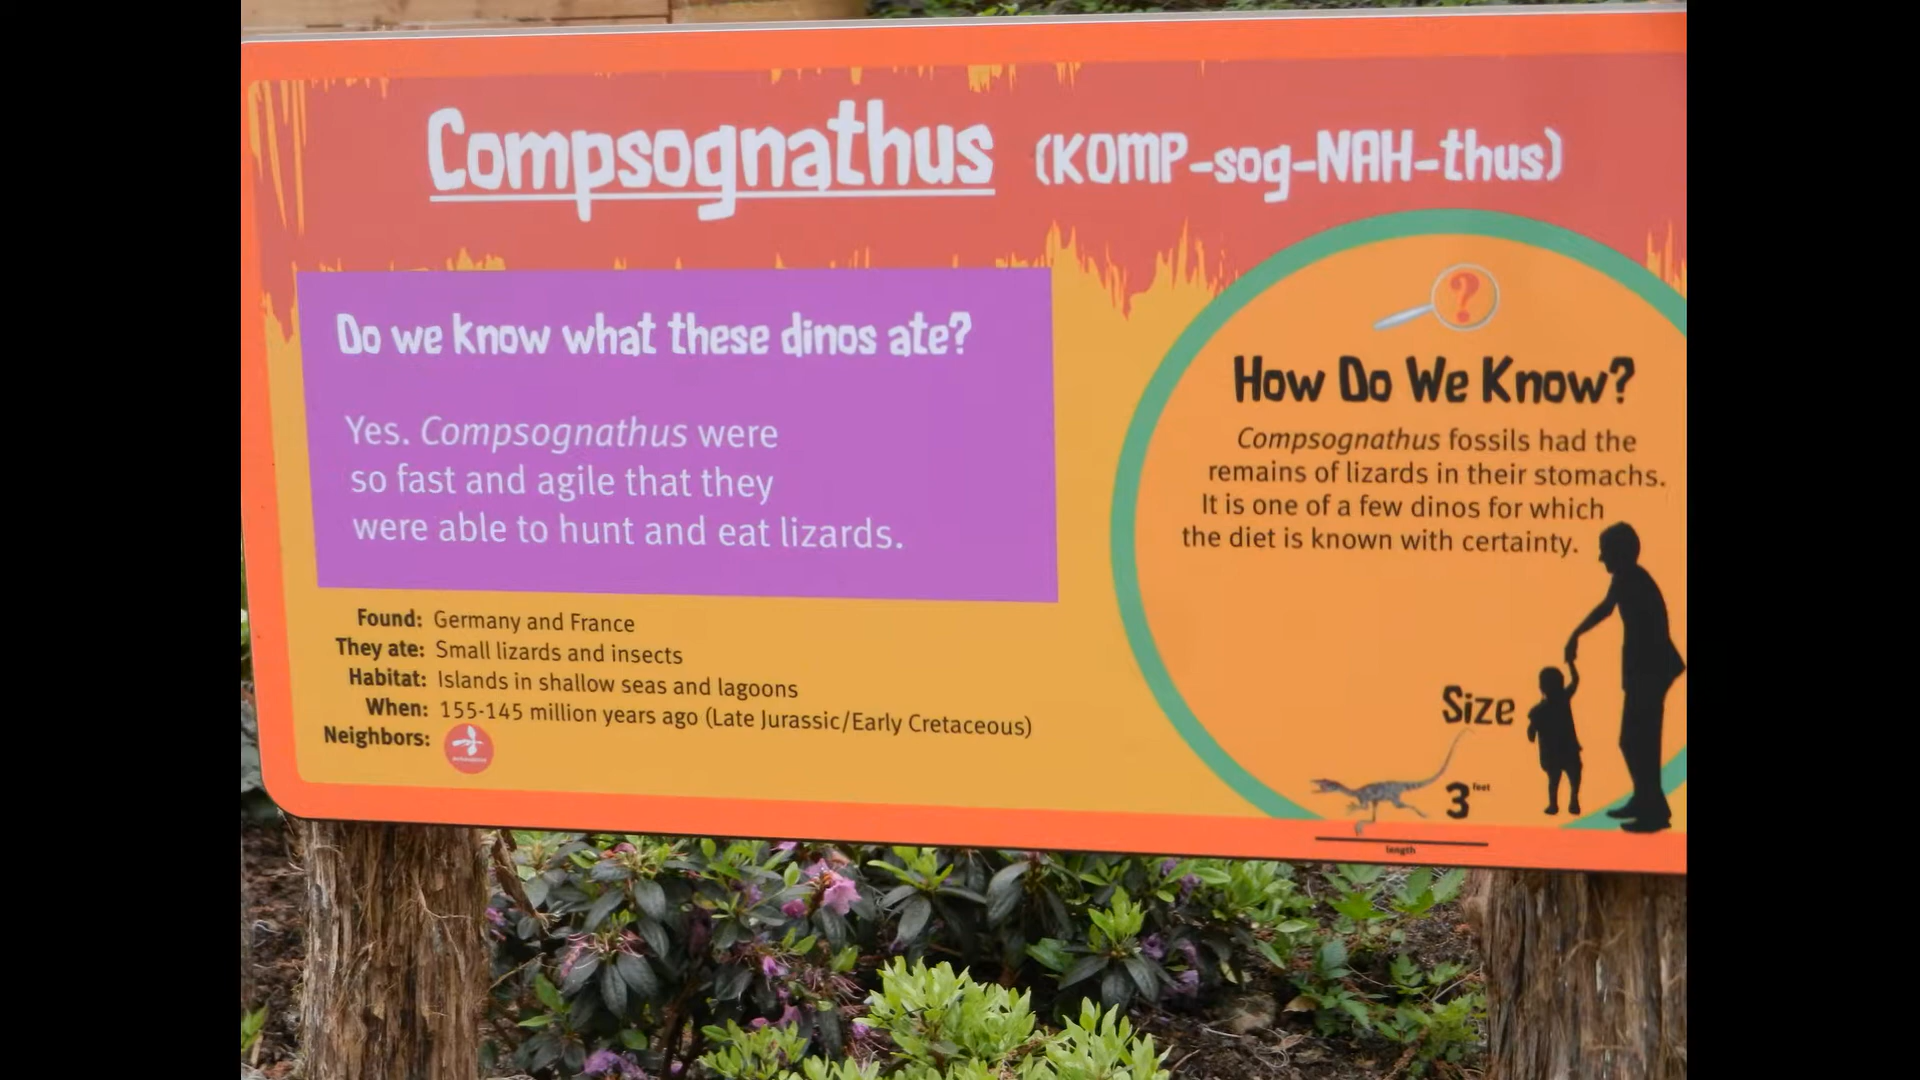 Compsognathus (KOMP-sog-NAH-thus)
Do we know what these dinos ate?
Yes. Compsognathus were
so fast and agile that they
were able to hunt and eat lizards.
Found: Germany and France
They ate: Small lizards and insects
Habitat: Islands in shallow seas and lagoons
When: 155-145 million years ago (Late Jurassic/Early Cretaceous)
Neighbors:
?
How Do We Know?
Compsognathus fossils had the
remains of lizards in their stomachs.
It is one of a few dinos for which
the diet is known with certainty.
Size
3 feet
length